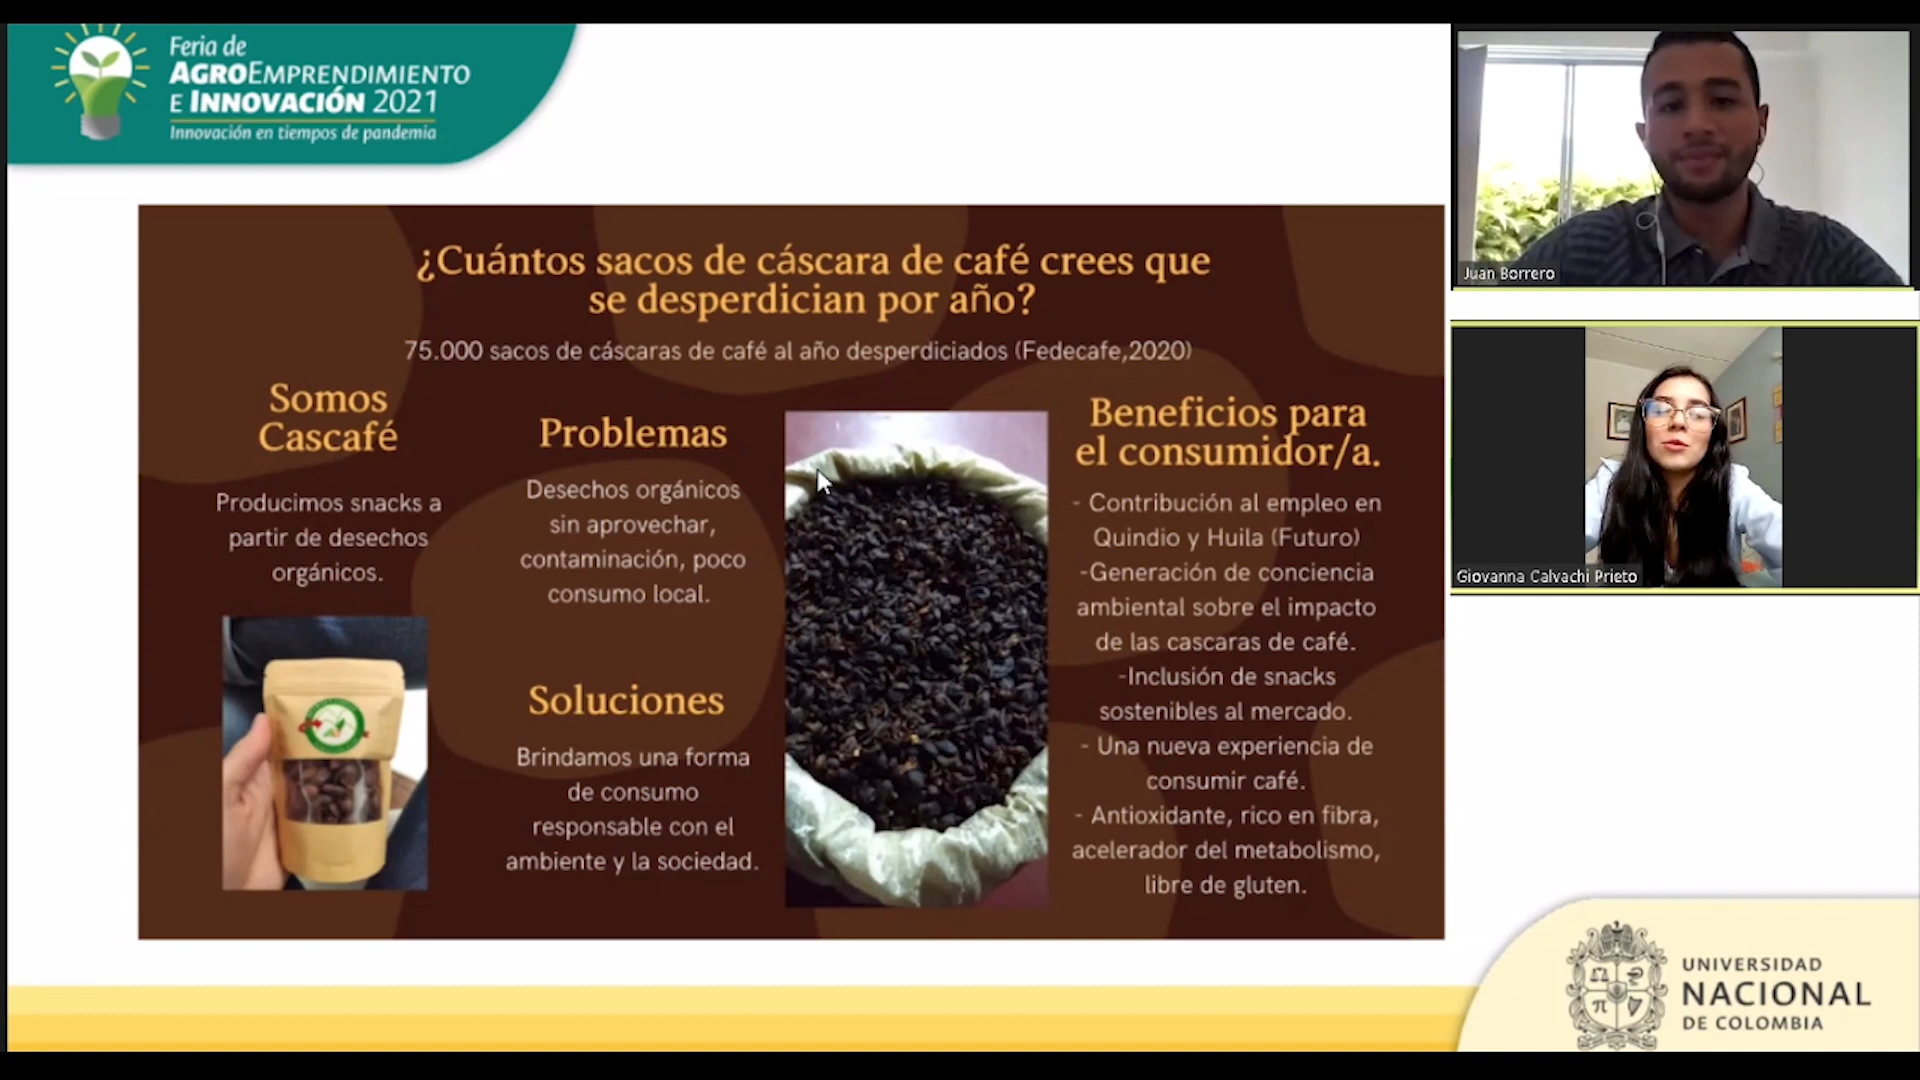 Feria de
AGROEMPRENDIMIENTO
E INNOVACIÓN 2021
Innovación en tiempos de pandemia
¿Cuántos sacos de cáscara de café crees que
se desperdician por año?
75.000 sacos de cáscaras de café al año desperdiciados (Fedecafe,2020)
Somos
Cascafé
Producimos snacks a
partir de desechos
orgánicos.
Problemas
Desechos orgánicos
sin aprovechar,
contaminación, poco
consumo local.
Soluciones
Brindamos una forma
de consumo
responsable con el
ambiente y la sociedad.
Beneficios para
el consumidor/a.
- Contribución al empleo en
Quindio y Huila (Futuro)
-Generación de conciencia
ambiental sobre el impacto
de las cascaras de café.
-Inclusión de snacks
sostenibles al mercado.
- Una nueva experiencia de
consumir café.
- Antioxidante, rico en fibra,
acelerador del metabolismo,
libre de gluten.
Juan Borrero
Giovanna Calvachi Prieto
UNIVERSIDAD
NACIONAL
DE COLOMBIA